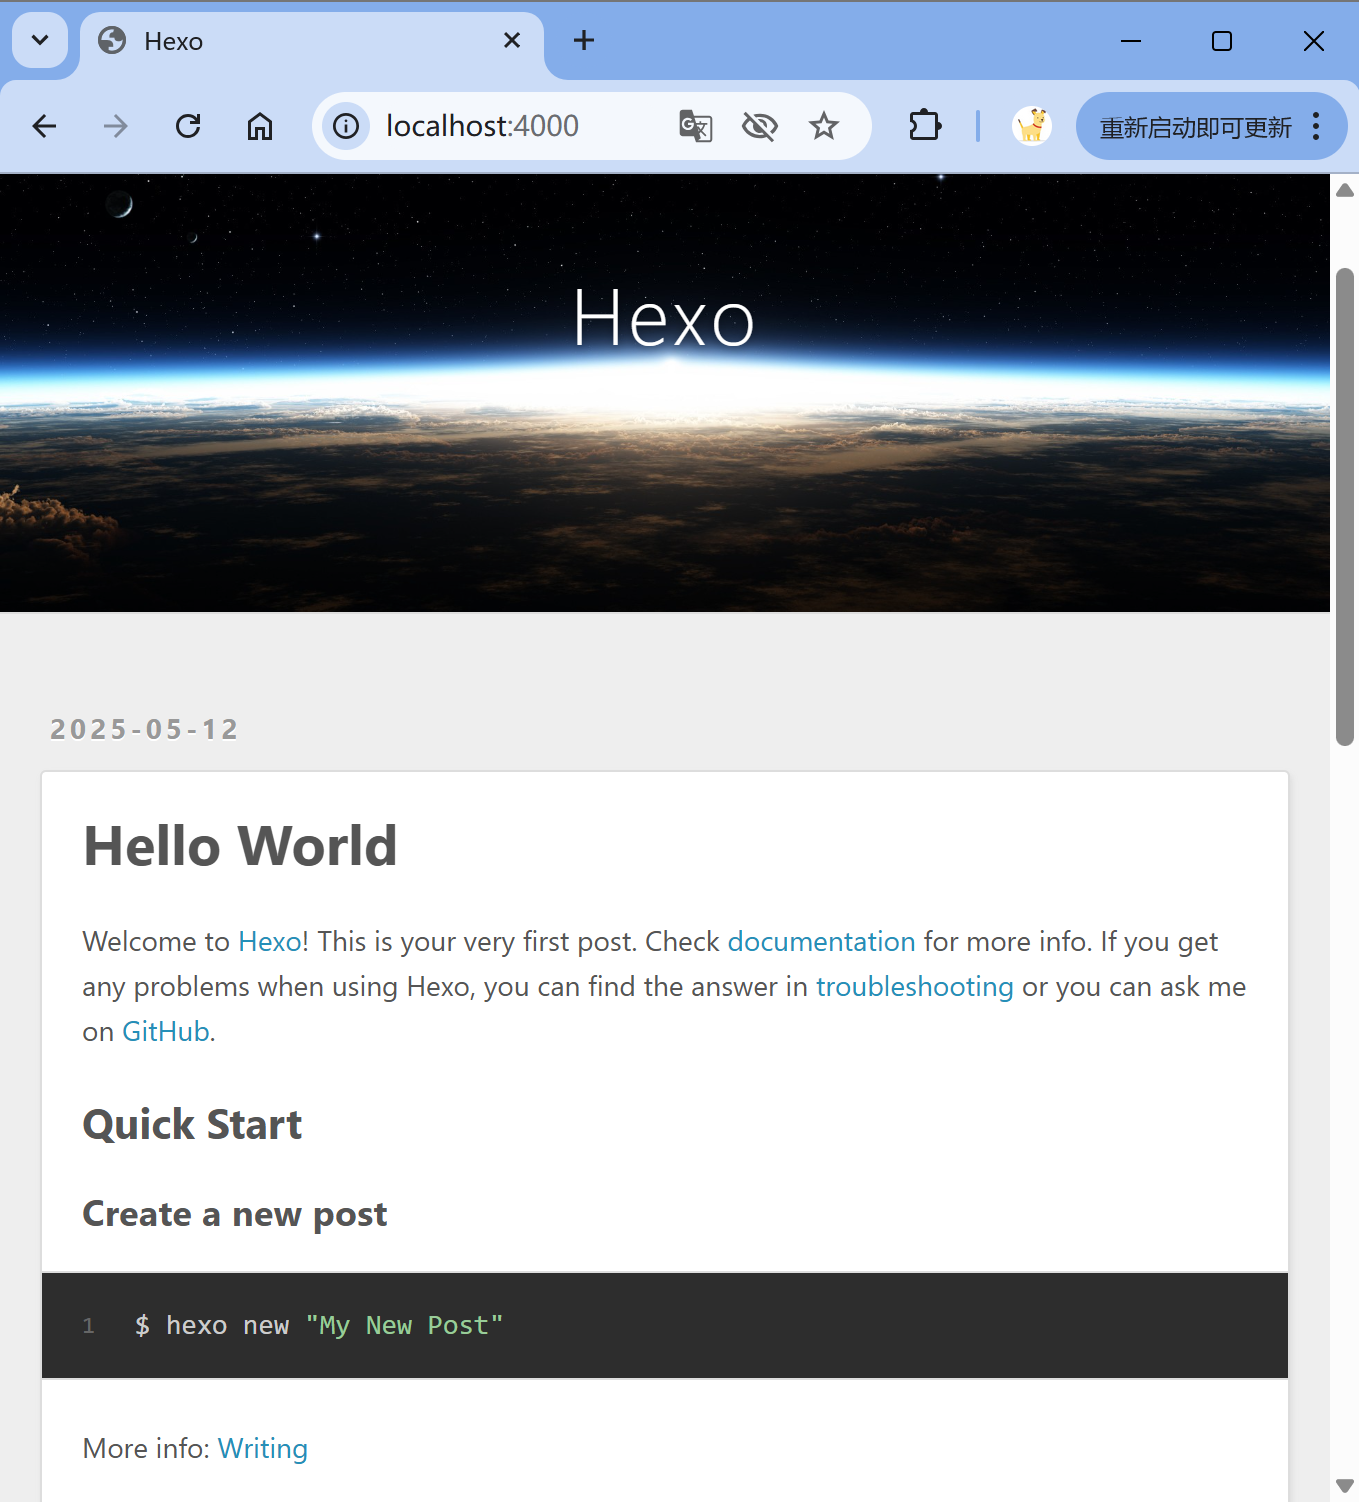 Hexo
localhost:4000
重新启动即可更新
Hexo
2025-05-12
Hello World
Welcome to Hexo! This is your very first post. Check documentation for more info. If you get
any problems when using Hexo, you can find the answer in troubleshooting or you can ask me
on GitHub.
Quick Start
Create a new post
1 $ hexo new "My New Post"
More info: Writing